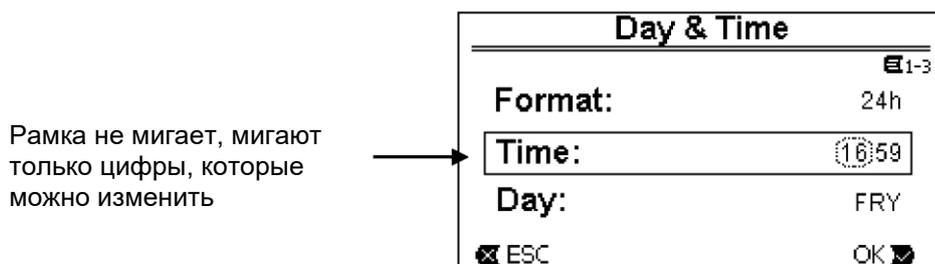 Day & Time
1-3
Format: 24h
Рамка не мигает, мигают
только цифры, которые
можно изменить
Time: 16:59
Day: FRY
ESC OK